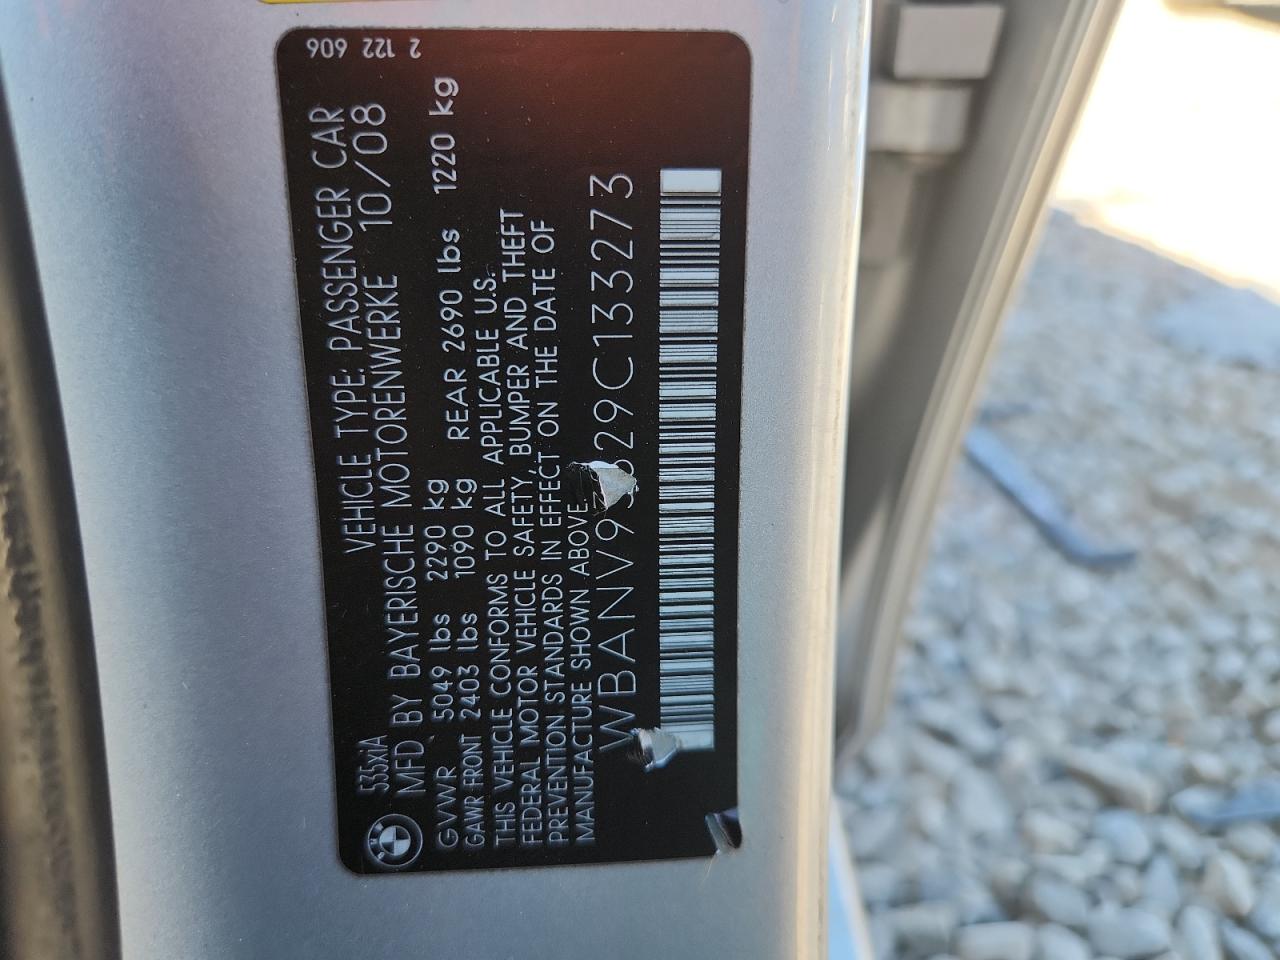 2 122 606
535xiA
VEHICLE TYPE: PASSENGER CAR
MFD BY BAYERISCHE MOTORENWERKE 10/08
GVWR 5049 lbs 2290 kg
GAWR FRONT 2403 lbs 1090 kg REAR 2690 lbs 1220 kg
THIS VEHICLE CONFORMS TO ALL APPLICABLE U.S.
FEDERAL MOTOR VEHICLE SAFETY, BUMPER AND THEFT
PREVENTION STANDARDS IN EFFECT ON THE DATE OF
MANUFACTURE SHOWN ABOVE.
WBANV93529C133273